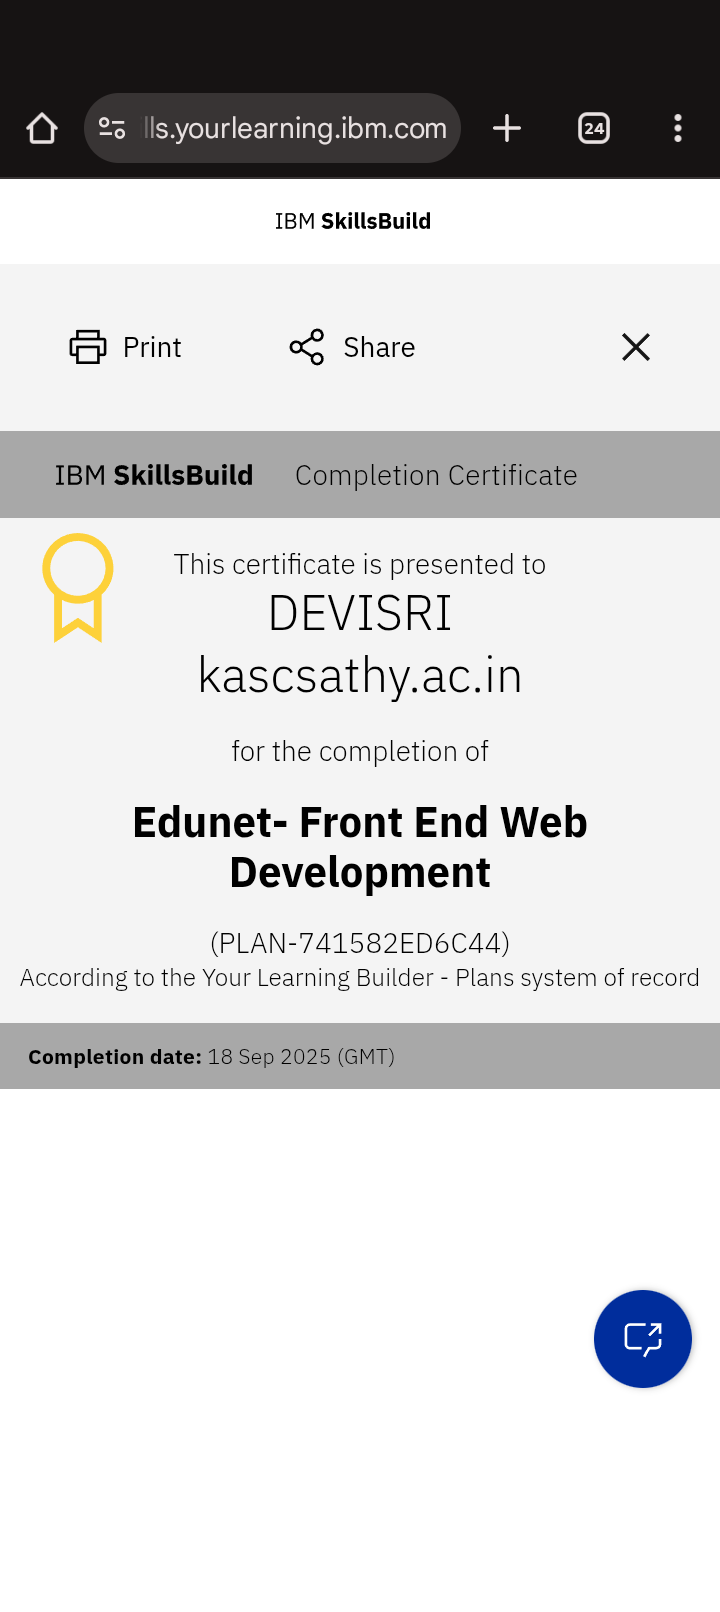 lls.yourlearning.ibm.com
24
IBM SkillsBuild
Print
Share
IBM SkillsBuild Completion Certificate
This certificate is presented to
DEVISRI
kascsathy.ac.in
for the completion of
Edunet- Front End Web
Development
(PLAN-741582ED6C44)
According to the Your Learning Builder - Plans system of record
Completion date: 18 Sep 2025 (GMT)